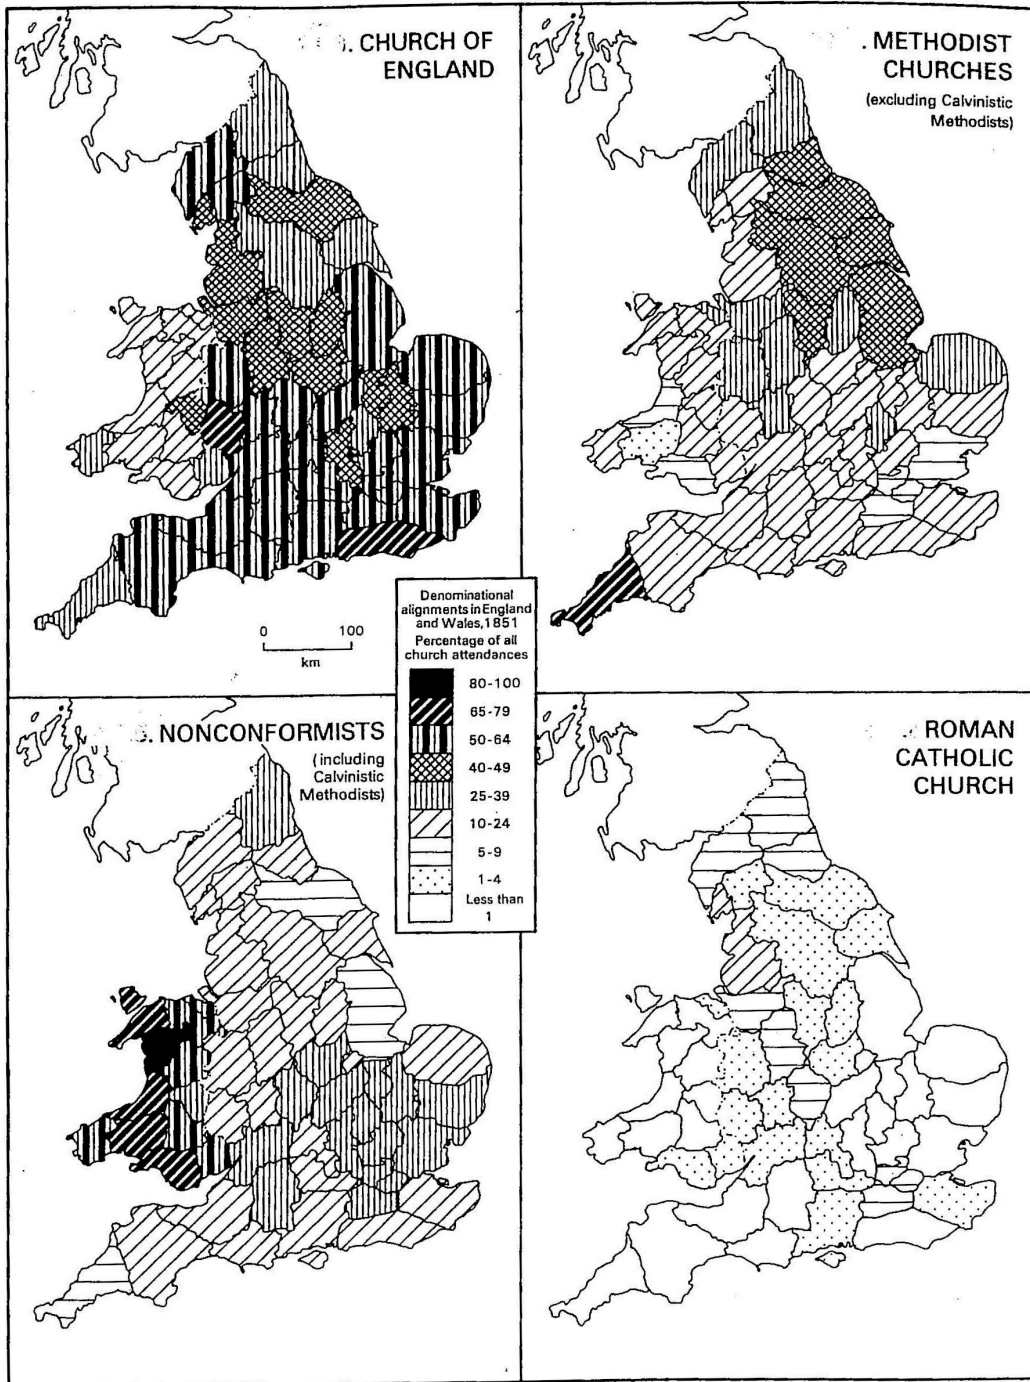 . CHURCH OF
ENGLAND
. METHODIST
CHURCHES
(excluding Calvinistic
Methodists)
0 100
km
Denominational
alignments in England
and Wales, 1851
Percentage of all
church attendances
80-100
65-79
50-64
40-49
25-39
10-24
5-9
1-4
Less than
1
. NONCONFORMISTS
(including
Calvinistic
Methodists)
. ROMAN
CATHOLIC
CHURCH